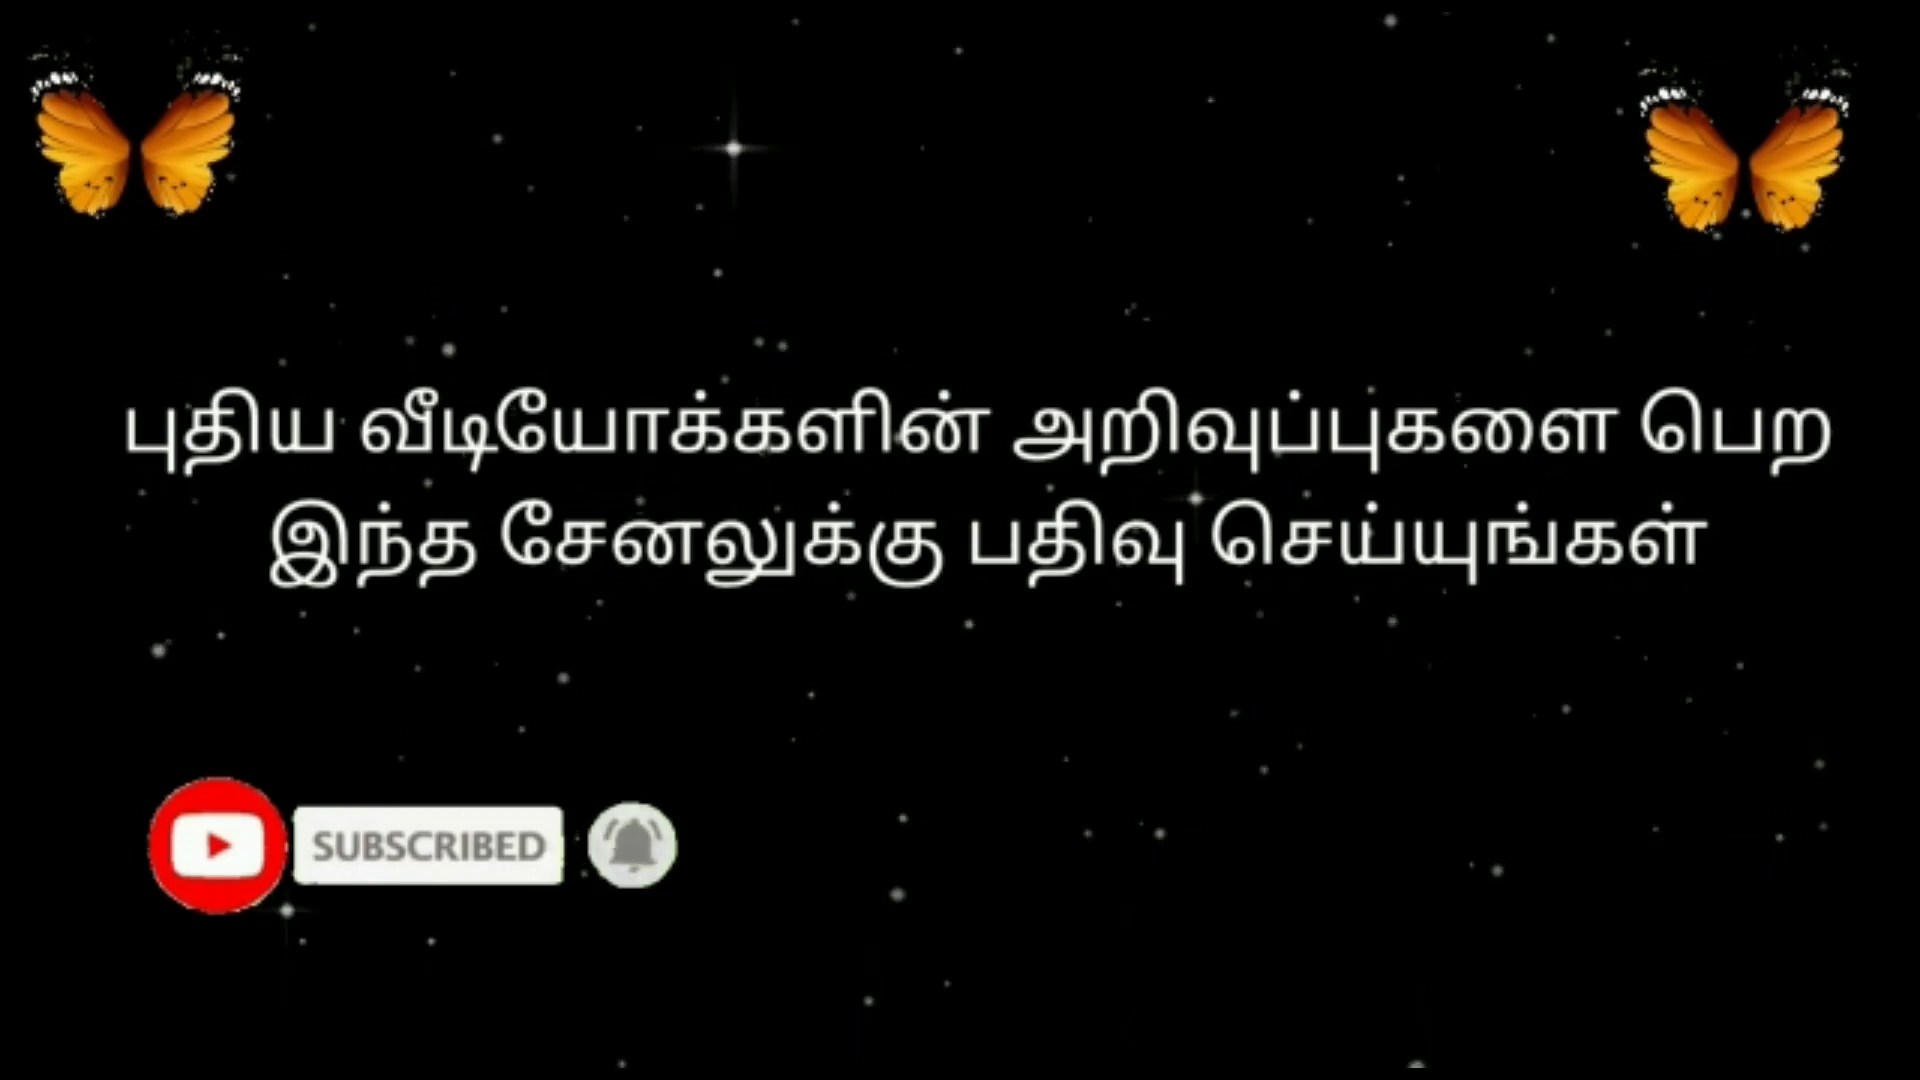 புதிய வீடியோக்களின் அறிவுப்புகளை பெற
இந்த சேனலுக்கு பதிவு செய்யுங்கள்
SUBSCRIBED